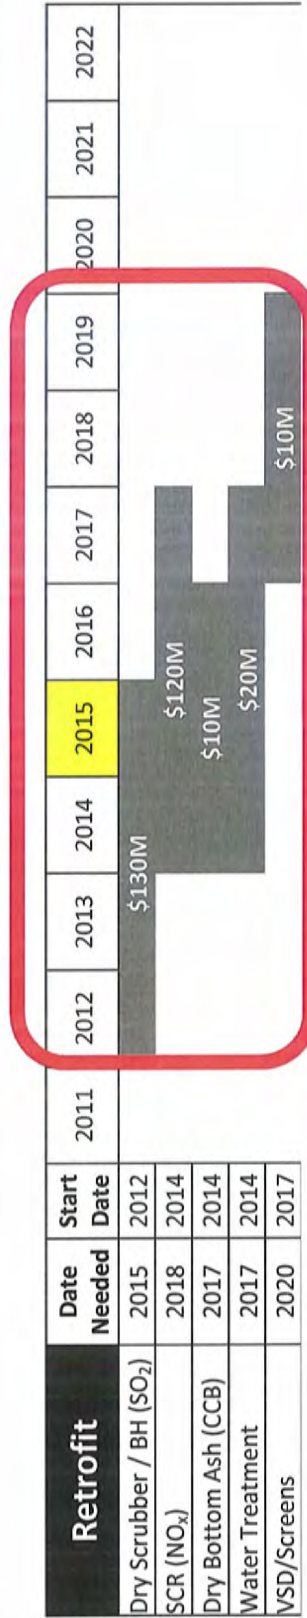 Retrofit Date Needed Start Date 2011 2012 2013 2014 2015 2016 2017 2018 2019 2020 2021 2022
Dry Scrubber / BH (SO₂) 2015 2012 $130M
SCR (NOₓ) 2018 2014 $120M
Dry Bottom Ash (CCB) 2017 2014 $10M
Water Treatment 2017 2014 $20M
VSD/Screens 2020 2017 $10M